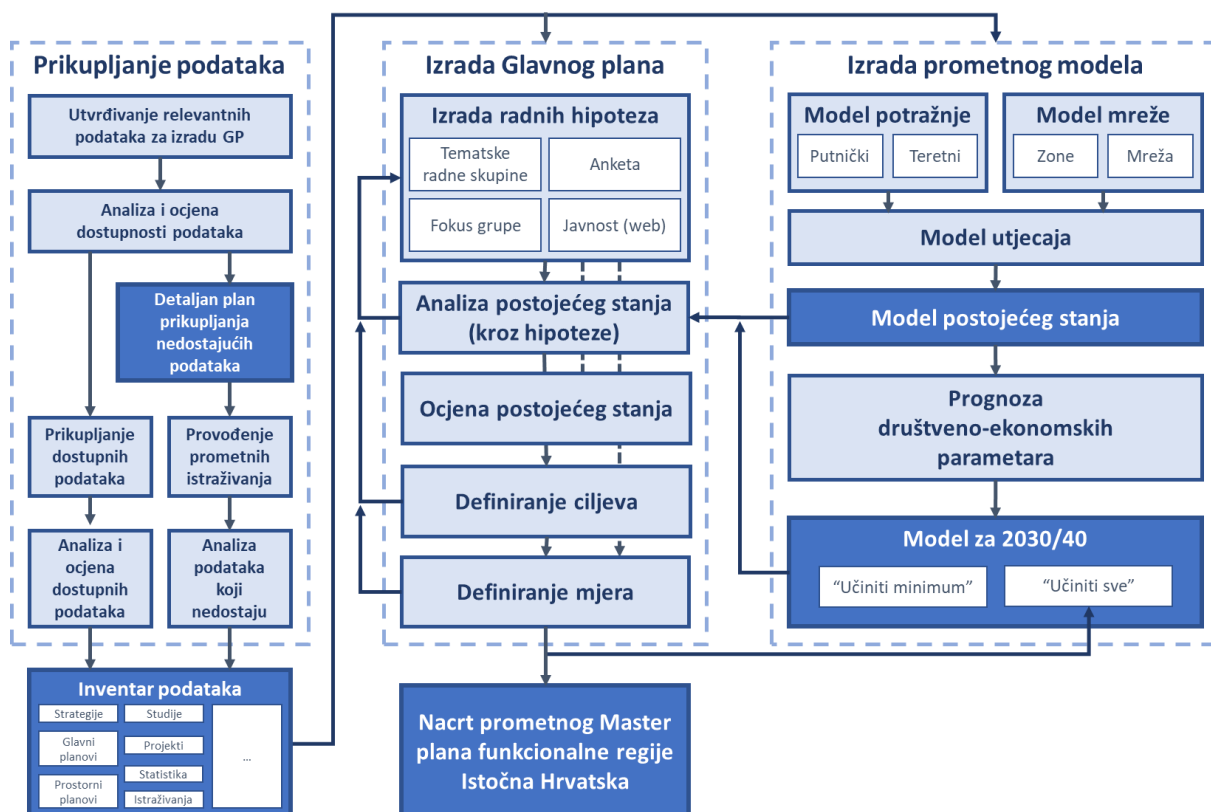 Prikupljanje podataka
Utvrđivanje relevantnih
podataka za izradu GP
Analiza i ocjena
dostupnosti podataka
Detaljan plan
prikupljanja
nedostajućih
podataka
Prikupljanje
dostupnih
podataka
Provođenje
prometnih
istraživanja
Analiza i
ocjena
dostupnih
podataka
Analiza
podataka
koji
nedostaju
Inventar podataka
Strategije
Glavni
planovi
Prostorni
planovi
Studije
Projekti
Statistika
Istraživanja
...
Izrada Glavnog plana
Izrada radnih hipoteza
Tematske
radne skupine
Anketa
Fokus grupe
Javnost (web)
Analiza postojećeg stanja
(kroz hipoteze)
Ocjena postojećeg stanja
Definiranje ciljeva
Definiranje mjera
Nacrt prometnog Master
plana funkcionalne regije
Istočna Hrvatska
Izrada prometnog modela
Model potražnje
Putnički
Teretni
Model mreže
Zone
Mreža
Model utjecaja
Model postojećeg stanja
Prognoza
društveno-ekonomskih
parametara
Model za 2030/40
“Učiniti minimum”
“Učiniti sve”